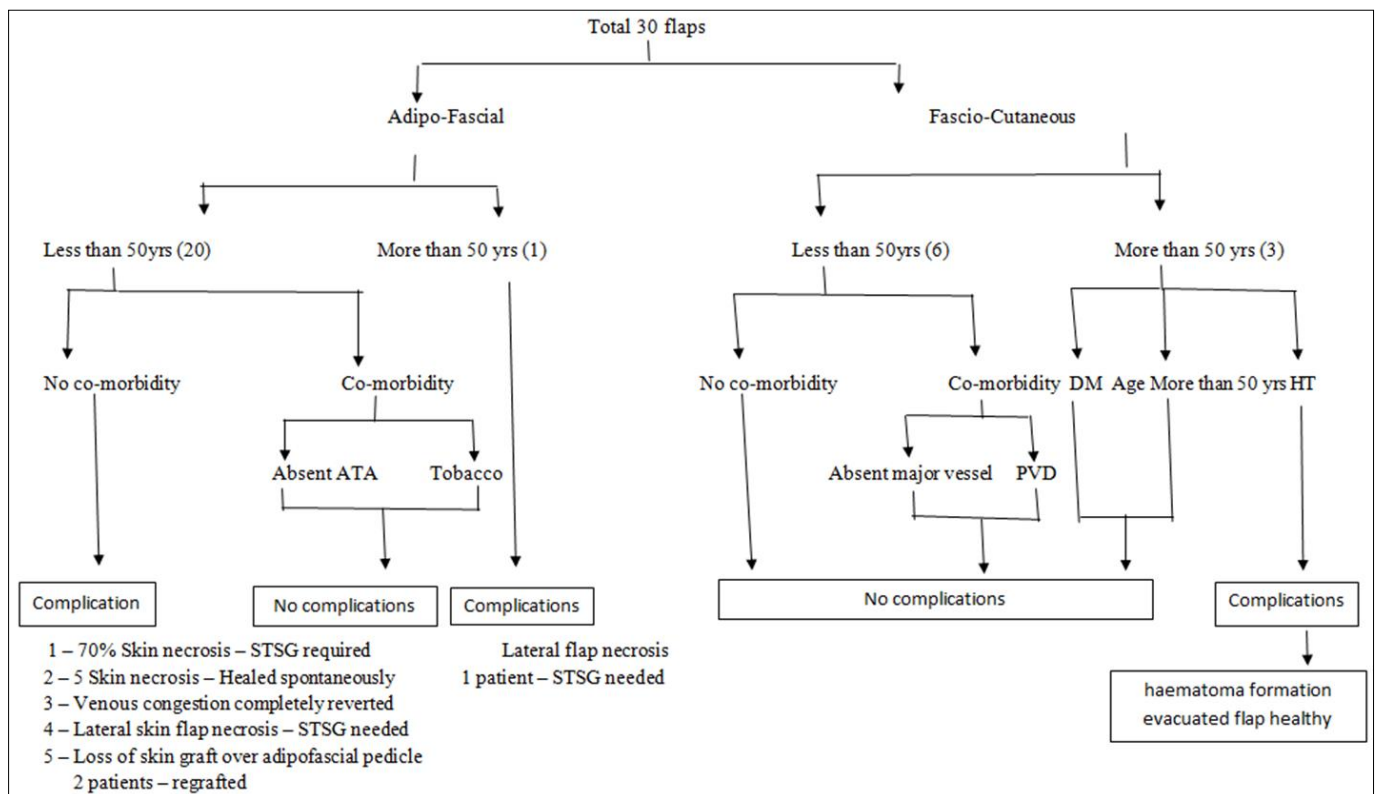 Total 30 flaps
Adipo-Fascial
Fascio-Cutaneous
Less than 50yrs (20)
More than 50 yrs (1)
Less than 50yrs (6)
More than 50 yrs (3)
No co-morbidity
Co-morbidity
No co-morbidity
Co-morbidity
DM
Age More than 50 yrs
HT
Absent ATA
Tobacco
Absent major vessel
PVD
Complication
No complications
Complications
No complications
Complications
1 – 70% Skin necrosis – STSG required
2 – 5 Skin necrosis – Healed spontaneously
3 – Venous congestion completely reverted
4 – Lateral skin flap necrosis – STSG needed
5 – Loss of skin graft over adipofascial pedicle
2 patients – regrafted
Lateral flap necrosis
1 patient – STSG needed
haematoma formation
evacuated flap healthy